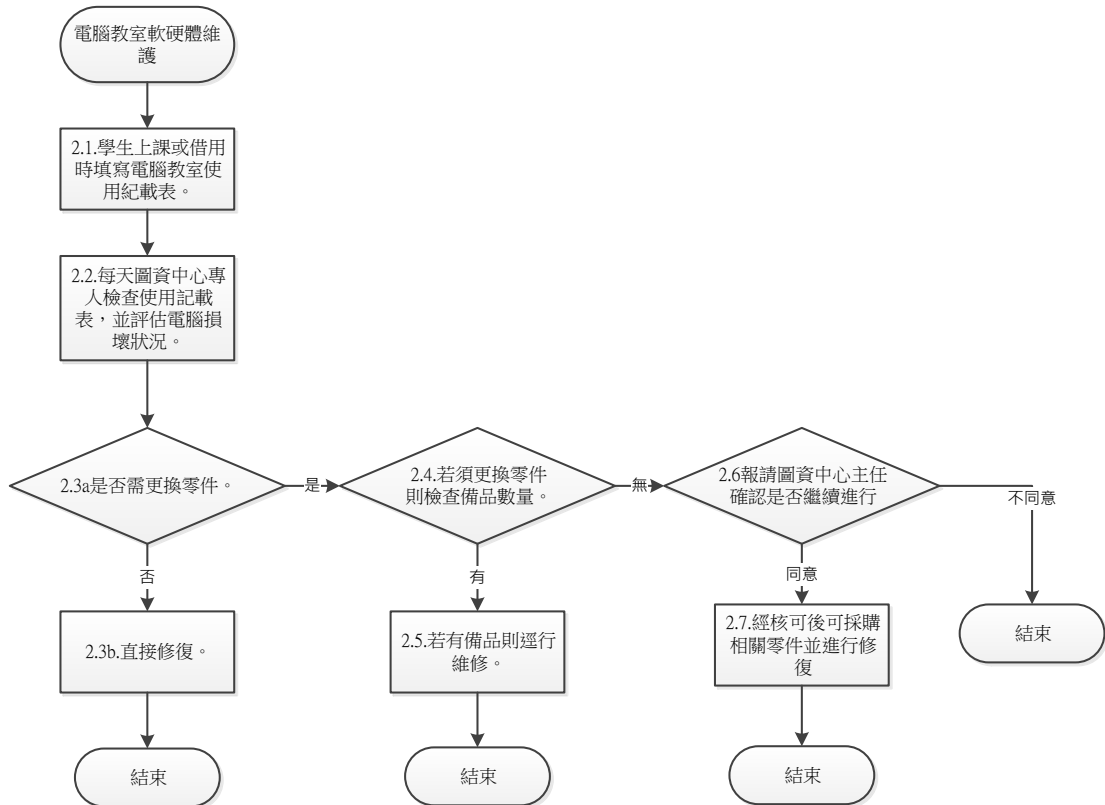 電腦教室軟硬體維
護
2.1.學生上課或借用
時填寫電腦教室使
用紀載表。
2.2.每天圖資中心專
人檢查使用記載
表，並評估電腦損
壞狀況。
2.3a是否需更換零件。
是
2.4.若須更換零件
則檢查備品數量。
無
2.6報請圖資中心主任
確認是否繼續進行
不同意
否
有
同意
2.3b.直接修復。
2.5.若有備品則逕行
維修。
2.7.經核可後可採購
相關零件並進行修
復
結束
結束
結束
結束